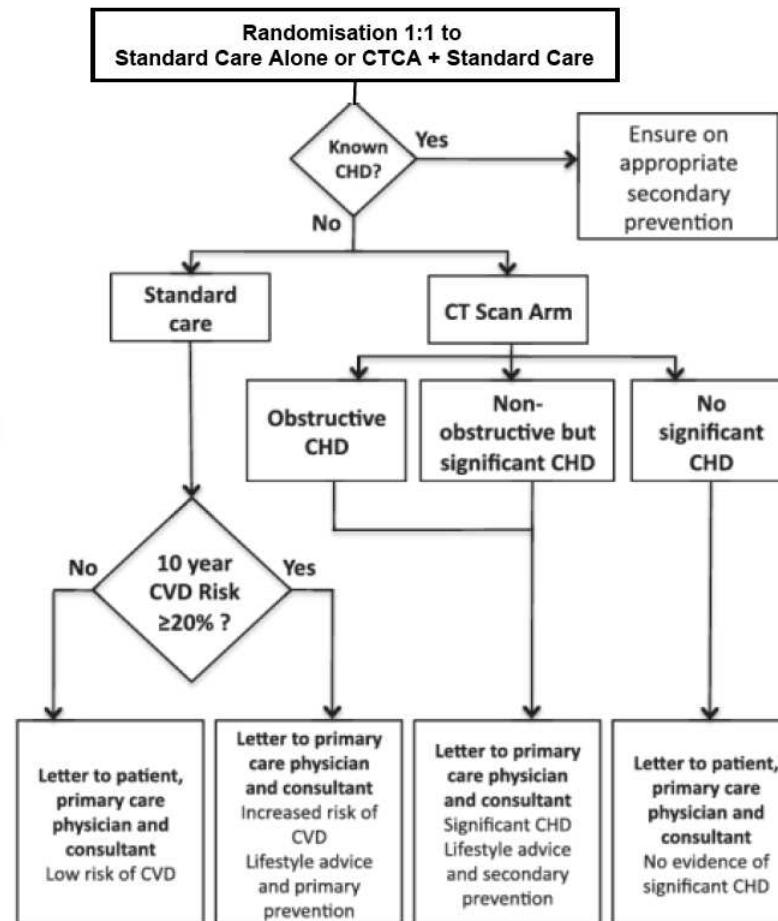 Randomisation 1:1 to
Standard Care Alone or CTCA + Standard Care
Known
CHD?
Yes
Ensure on
appropriate
secondary
prevention
No
Standard
care
CT Scan Arm
Obstructive
CHD
Non-
obstructive but
significant CHD
No
significant
CHD
No
10 year
CVD Risk
≥20% ?
Yes
Letter to patient,
primary care
physician and
consultant
Low risk of CVD
Letter to primary
care physician
and consultant
Increased risk of
CVD
Lifestyle advice
and primary
prevention
Letter to primary
care physician
and consultant
Significant CHD
Lifestyle advice
and secondary
prevention
Letter to patient,
primary care
physician and
consultant
No evidence of
significant CHD